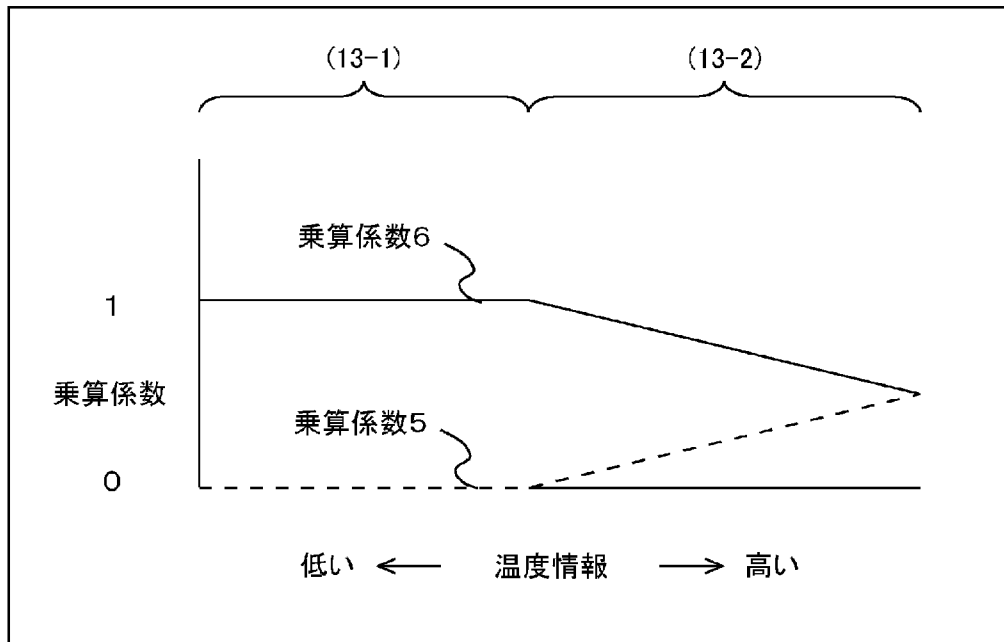 (13-1) (13-2)
乗算係数6
1
乗算係数
乗算係数5
0
低い ← 温度情報 → 高い